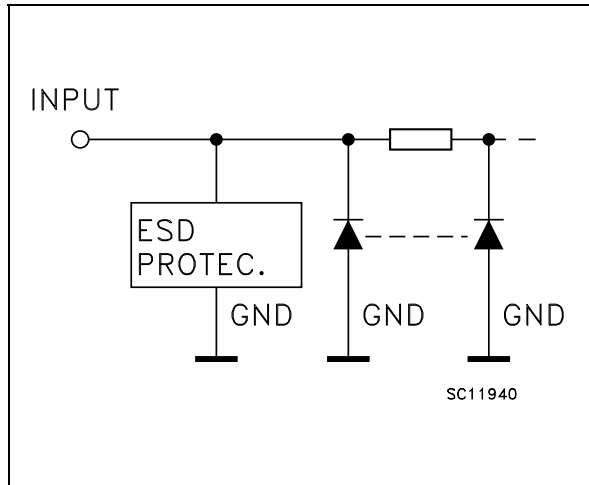 INPUT
ESD
PROTEC.
GND
GND
GND
SC11940